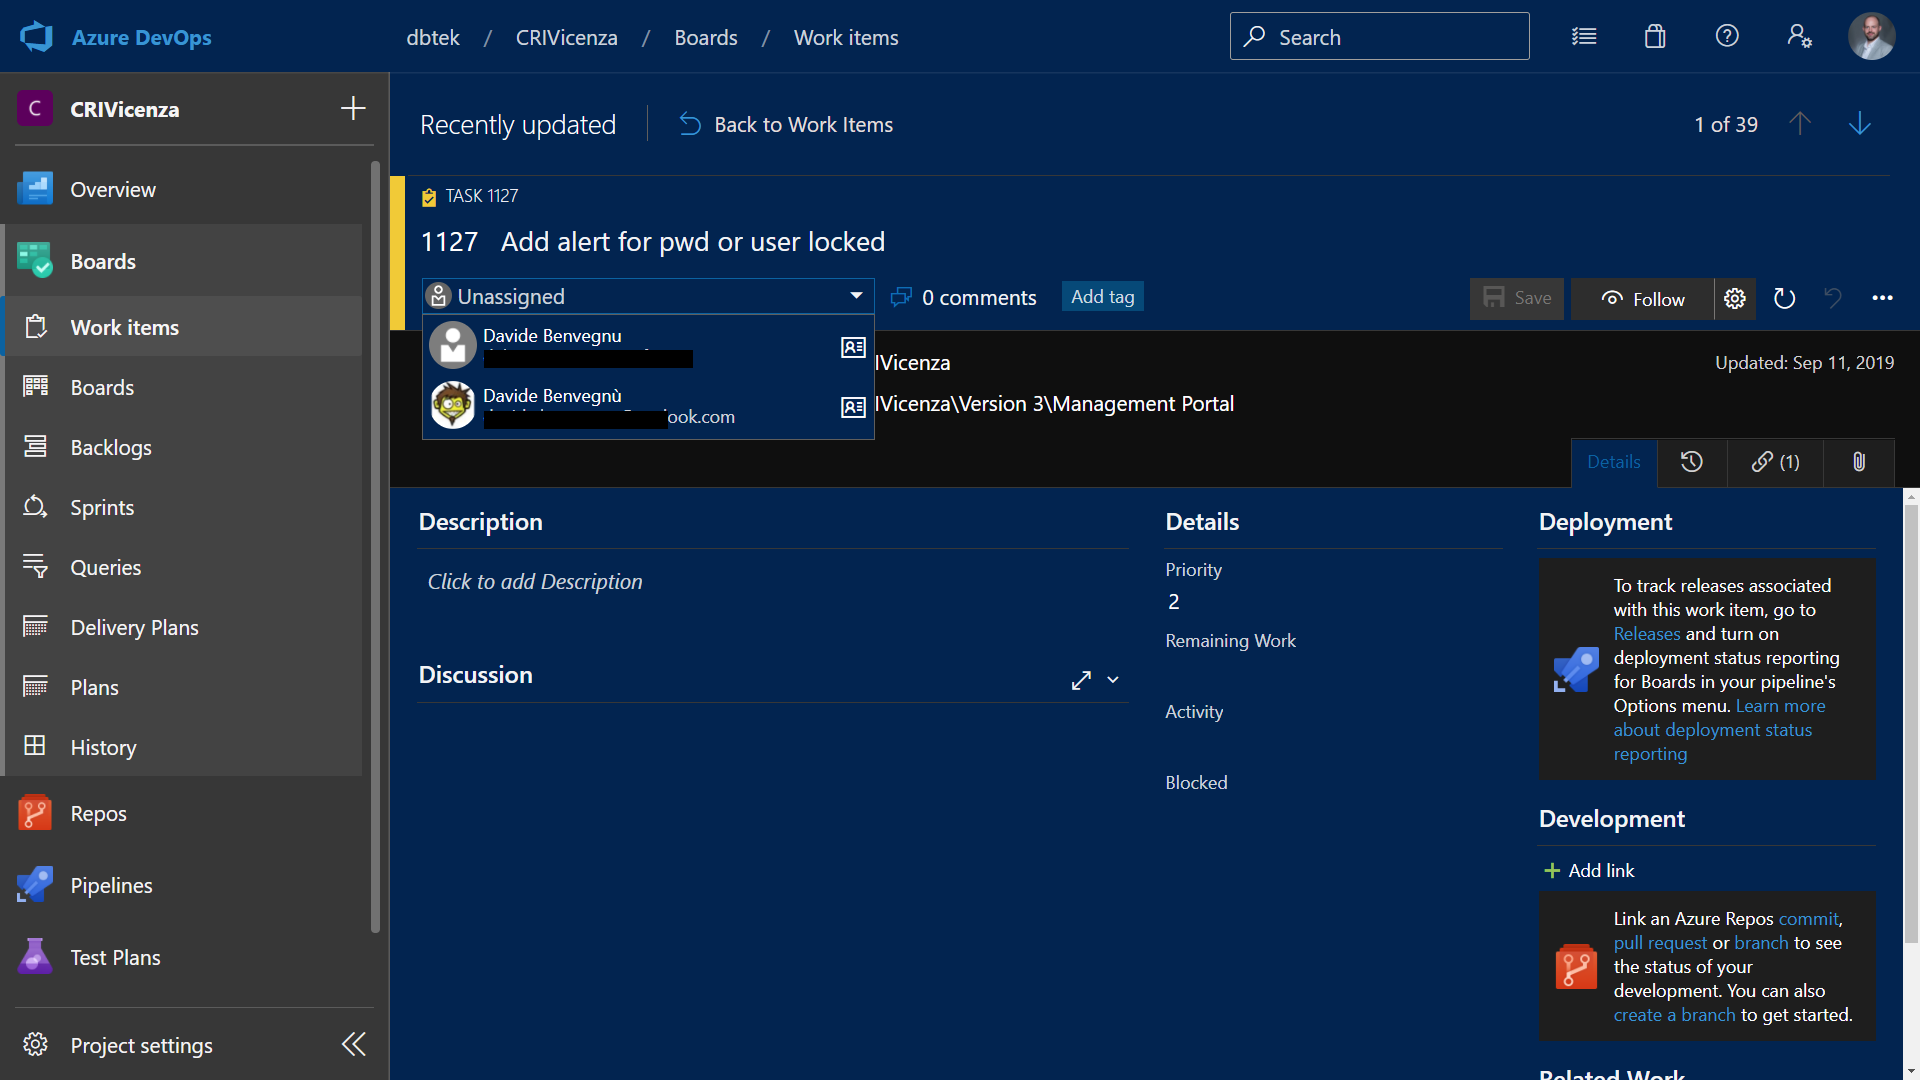 Azure DevOps
dbtek / CRIVicenza / Boards / Work items
Search
C CRIVicenza
Overview
Boards
Work items
Boards
Backlogs
Sprints
Queries
Delivery Plans
Plans
History
Repos
Pipelines
Test Plans
Project settings
Recently updated
Back to Work Items
1 of 39
TASK 1127
1127 Add alert for pwd or user locked
Unassigned
0 comments
Add tag
Save
Follow
Davide Benvegnu
Davide Benvegnù
ook.com
IVicenza
IVicenza\Version 3\Management Portal
Updated: Sep 11, 2019
Details
(1)
Description
Click to add Description
Discussion
Details
Priority
2
Remaining Work
Activity
Blocked
Deployment
To track releases associated
with this work item, go to
Releases and turn on
deployment status reporting
for Boards in your pipeline's
Options menu. Learn more
about deployment status
reporting
Development
+ Add link
Link an Azure Repos commit,
pull request or branch to see
the status of your
development. You can also
create a branch to get started.
Related Work